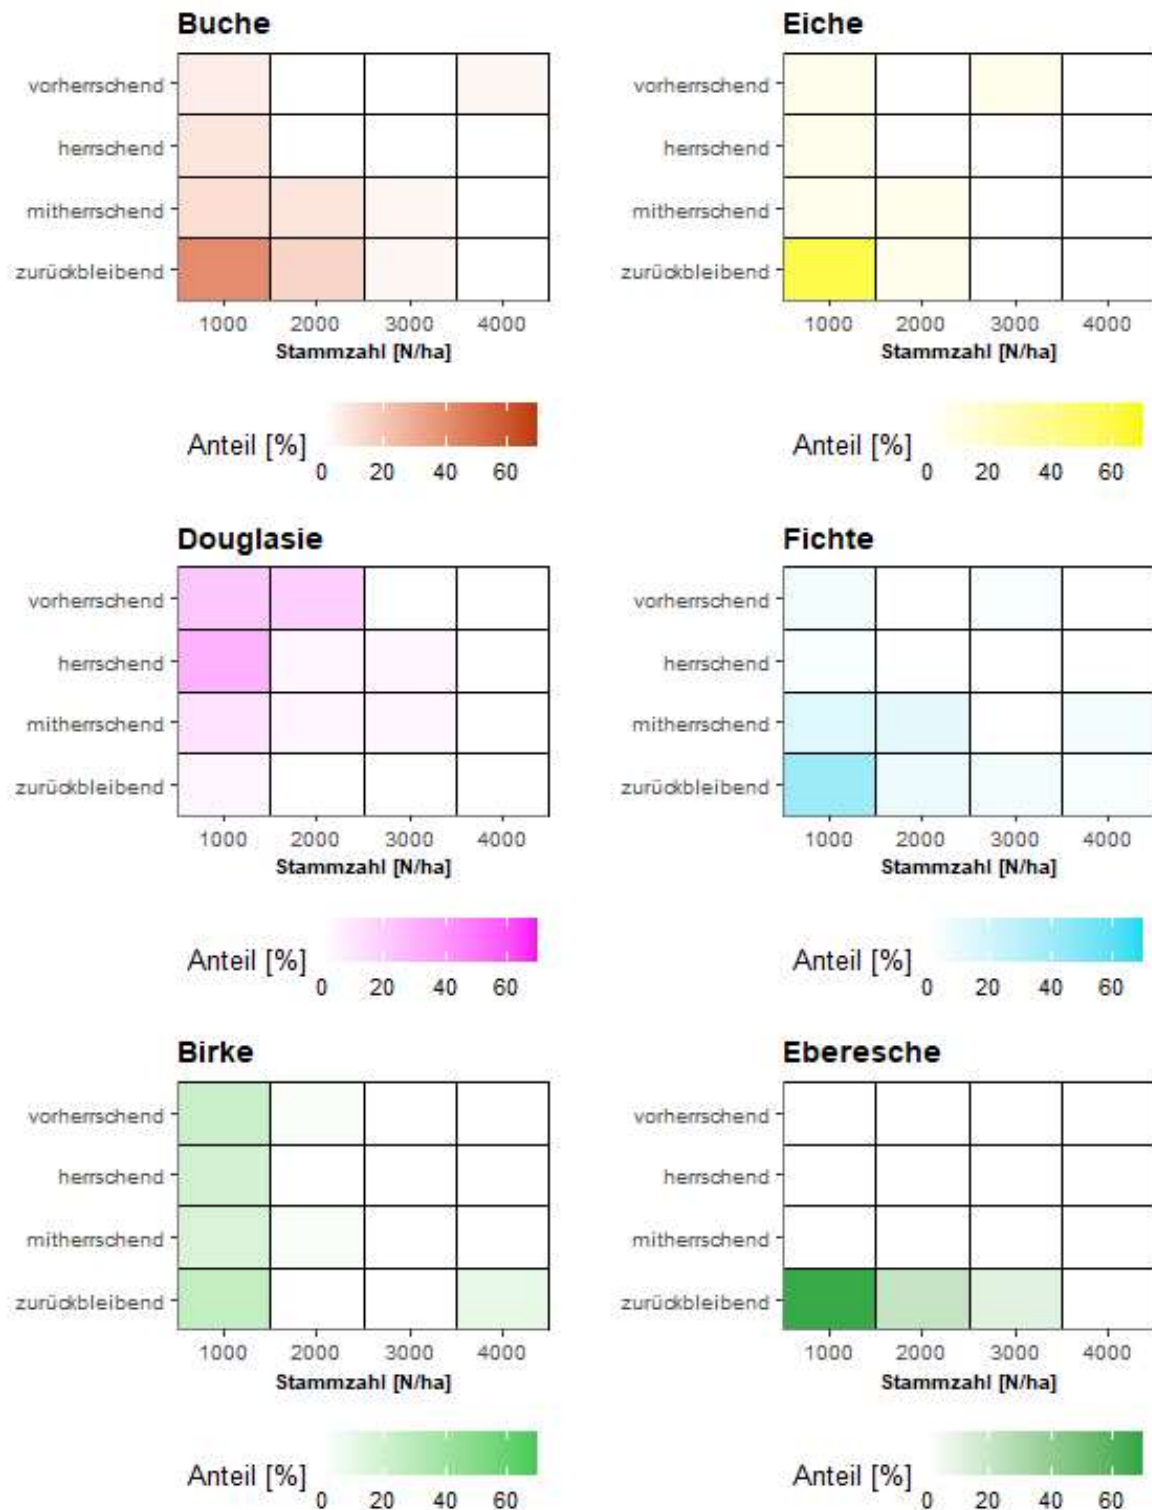 Buche
vorherrschend
herrschend
mitherrschend
zurückbleibend
1000 2000 3000 4000
Stammzahl [N/ha]
Anteil [%]
0 20 40 60
Eiche
vorherrschend
herrschend
mitherrschend
zurückbleibend
1000 2000 3000 4000
Stammzahl [N/ha]
Anteil [%]
0 20 40 60
Douglasie
vorherrschend
herrschend
mitherrschend
zurückbleibend
1000 2000 3000 4000
Stammzahl [N/ha]
Anteil [%]
0 20 40 60
Fichte
vorherrschend
herrschend
mitherrschend
zurückbleibend
1000 2000 3000 4000
Stammzahl [N/ha]
Anteil [%]
0 20 40 60
Birke
vorherrschend
herrschend
mitherrschend
zurückbleibend
1000 2000 3000 4000
Stammzahl [N/ha]
Anteil [%]
0 20 40 60
Eberesche
vorherrschend
herrschend
mitherrschend
zurückbleibend
1000 2000 3000 4000
Stammzahl [N/ha]
Anteil [%]
0 20 40 60